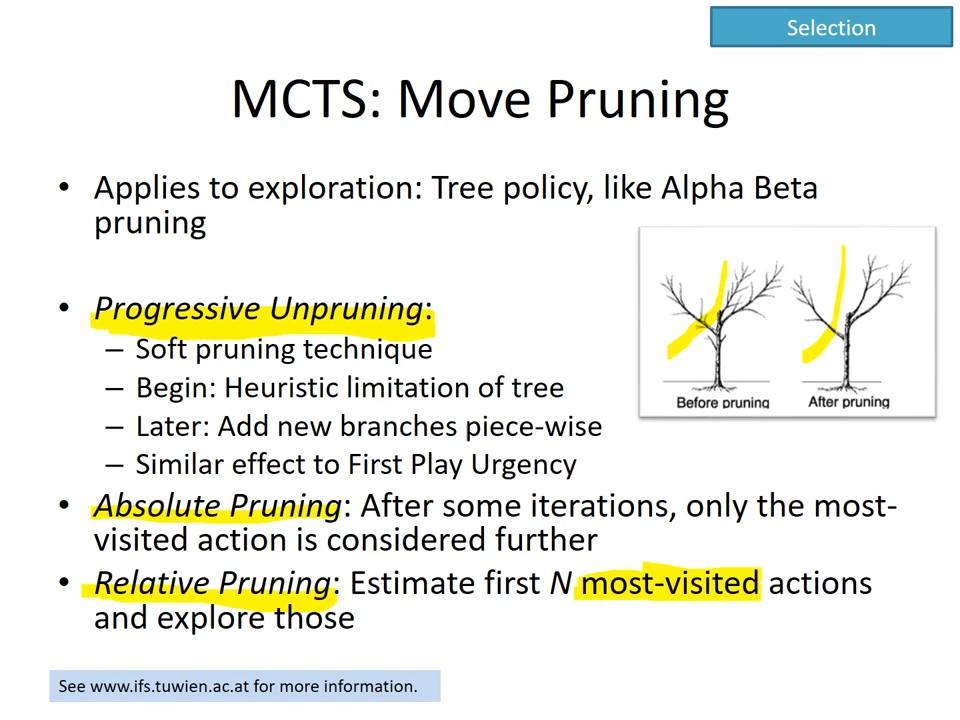 Selection
MCTS: Move Pruning
• Applies to exploration: Tree policy, like Alpha Beta
pruning
• Progressive Unpruning:
– Soft pruning technique
– Begin: Heuristic limitation of tree
– Later: Add new branches piece-wise
– Similar effect to First Play Urgency
Before pruning
After pruning
• Absolute Pruning: After some iterations, only the most-
visited action is considered further
• Relative Pruning: Estimate first N most-visited actions
and explore those
See www.ifs.tuwien.ac.at for more information.